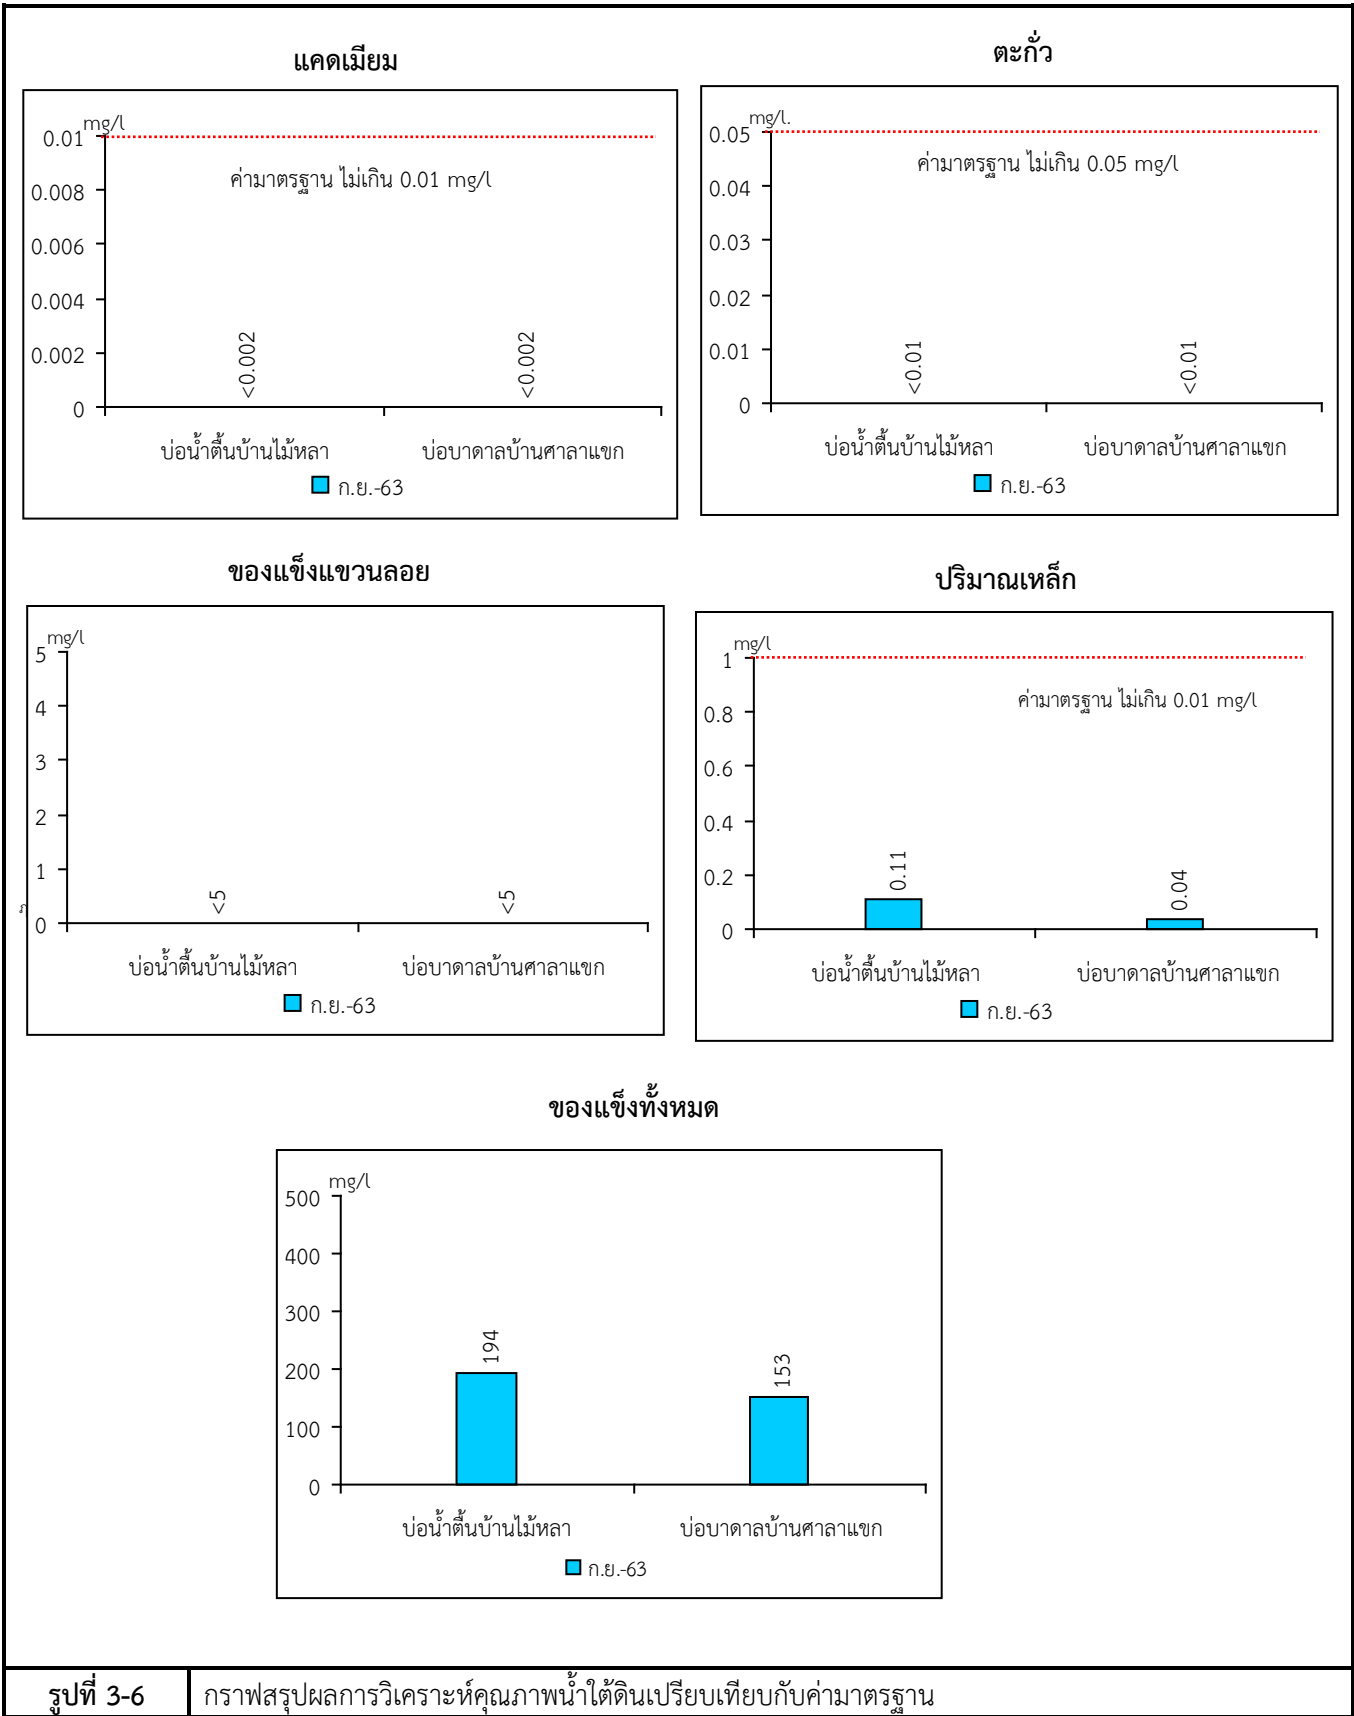 แคดเมียม
mg/l
0.01
ค่ามาตรฐาน ไม่เกิน 0.01 mg/l
0.008
0.006
0.004
0.002
0
<0.002
<0.002
บ่อน้ำตื้นบ้านไม้หลา
บ่อบาดาลบ้านศาลาแขก
ก.ย.-63
ตะกั่ว
mg/l.
0.05
ค่ามาตรฐาน ไม่เกิน 0.05 mg/l
0.04
0.03
0.02
0.01
0
<0.01
<0.01
บ่อน้ำตื้นบ้านไม้หลา
บ่อบาดาลบ้านศาลาแขก
ก.ย.-63
ของแข็งแขวนลอย
mg/l
5
4
3
2
1
0
<5
<5
บ่อน้ำตื้นบ้านไม้หลา
บ่อบาดาลบ้านศาลาแขก
ก.ย.-63
ปริมาณเหล็ก
mg/l
1
ค่ามาตรฐาน ไม่เกิน 0.01 mg/l
0.8
0.6
0.4
0.2
0
0.11
0.04
บ่อน้ำตื้นบ้านไม้หลา
บ่อบาดาลบ้านศาลาแขก
ก.ย.-63
ของแข็งทั้งหมด
mg/l
500
400
300
200
100
0
194
153
บ่อน้ำตื้นบ้านไม้หลา
บ่อบาดาลบ้านศาลาแขก
ก.ย.-63
รูปที่ 3-6
กราฟสรุปผลการวิเคราะห์คุณภาพน้ำใต้ดินเปรียบเทียบกับค่ามาตรฐาน